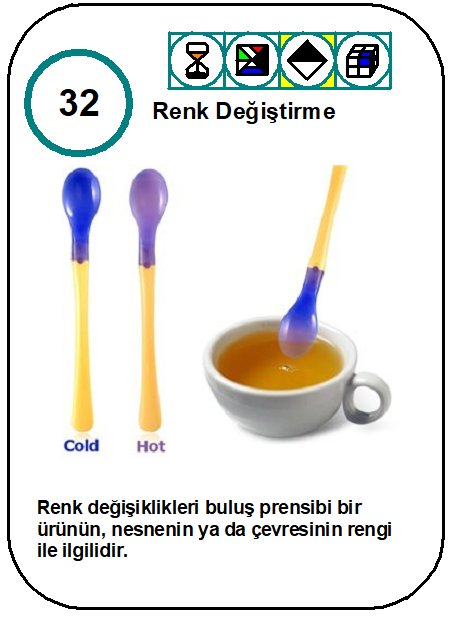 32
Renk Değiştirme
Cold
Hot
Renk değişiklikleri buluş prensibi bir
ürünün, nesnenin ya da çevresinin rengi
ile ilgilidir.